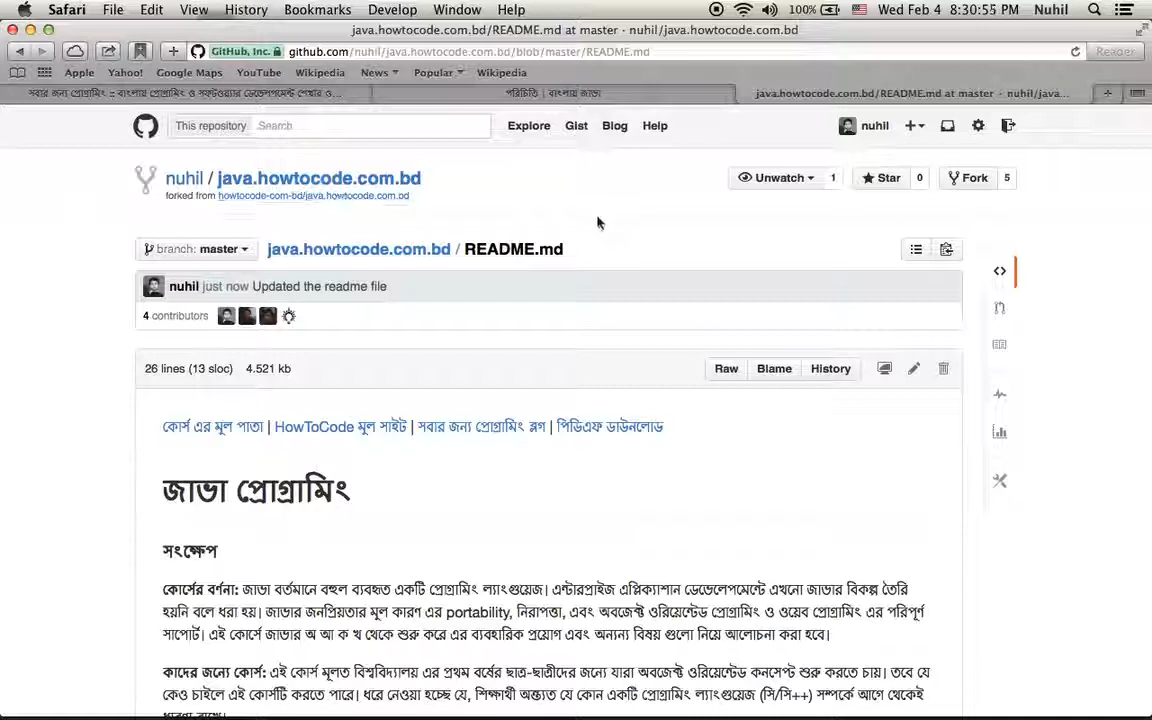 Safari File Edit View History Bookmarks Develop Window Help 100% Wed Feb 4 8:30:55 PM Nuhil
java.howtocode.com.bd/README.md at master - nuhil/java.howtocode.com.bd
GitHub, Inc. github.com/nuhil/java.howtocode.com.bd/blob/master/README.md Reader
Apple Yahoo! Google Maps YouTube Wikipedia News Popular Wikipedia
সবার জন্য প্রোগ্রামিং :: বাংলায় প্রোগ্রামিং ও সফটওয়্যার ডেভেলপমেন্ট শেখার ও... পরিচিতি | বাংলায় জাভা java.howtocode.com.bd/README.md at master - nuhil/java...
This repository Search Explore Gist Blog Help nuhil
nuhil / java.howtocode.com.bd Unwatch 1 Star 0 Fork 5
forked from howtocode-com-bd/java.howtocode.com.bd
branch: master java.howtocode.com.bd / README.md
nuhil just now Updated the readme file
4 contributors
26 lines (13 sloc) 4.521 kb Raw Blame History
কোর্স এর মূল পাতা | HowToCode মূল সাইট | সবার জন্য প্রোগ্রামিং ব্লগ | পিডিএফ ডাউনলোড
জাভা প্রোগ্রামিং
সংক্ষেপ
কোর্সের বর্ণনা: জাভা বর্তমানে বহুল ব্যবহৃত একটি প্রোগ্রামিং ল্যাংগুয়েজ। এন্টারপ্রাইজ এপ্লিক্যাশান ডেভেলেপমেন্টে এখনো জাভার বিকল্প তৈরি
হয়নি বলে ধরা হয়। জাভার জনপ্রিয়তার মূল কারণ এর portability, নিরাপত্তা, এবং অবজেক্ট ওরিয়েন্টেড প্রোগ্রামিং ও ওয়েব প্রোগ্রামিং এর পরিপূর্ণ
সাপোর্ট। এই কোর্সে জাভার অ আ ক খ থেকে শুরু করে এর ব্যবহারিক প্রয়োগ এবং অন্যন্য বিষয় গুলো নিয়ে আলোচনা করা হবে।
কাদের জন্যে কোর্স: এই কোর্স মূলত বিশ্ববিদ্যালয় এর প্রথম বর্ষের ছাত্র-ছাত্রীদের জন্যে যারা অবজেক্ট ওরিয়েন্টেড কনসেপ্ট শুরু করতে চায়। তবে যে
কেও চাইলে এই কোর্সটি করতে পারে। ধরে নেওয়া হচ্ছে যে, শিক্ষার্থী অন্ত্যত যে কোন একটি প্রোগ্রামিং ল্যাংগুয়েজ (সি/সি++) সম্পর্কে আগে থেকেই